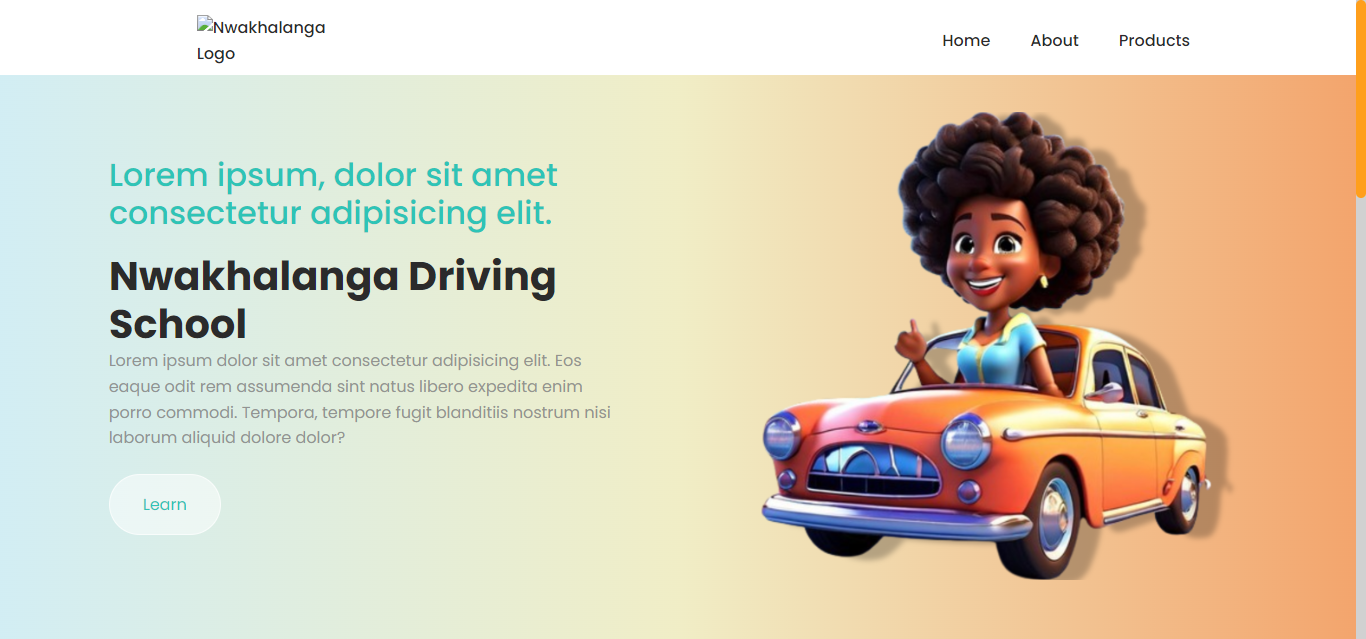 Nwakhalanga
Logo
Home About Products
Lorem ipsum, dolor sit amet
consectetur adipisicing elit.
Nwakhalanga Driving
School
Lorem ipsum dolor sit amet consectetur adipisicing elit. Eos
eaque odit rem assumenda sint natus libero expedita enim
porro commodi. Tempora, tempore fugit blanditiis nostrum nisi
laborum aliquid dolore dolor?
Learn